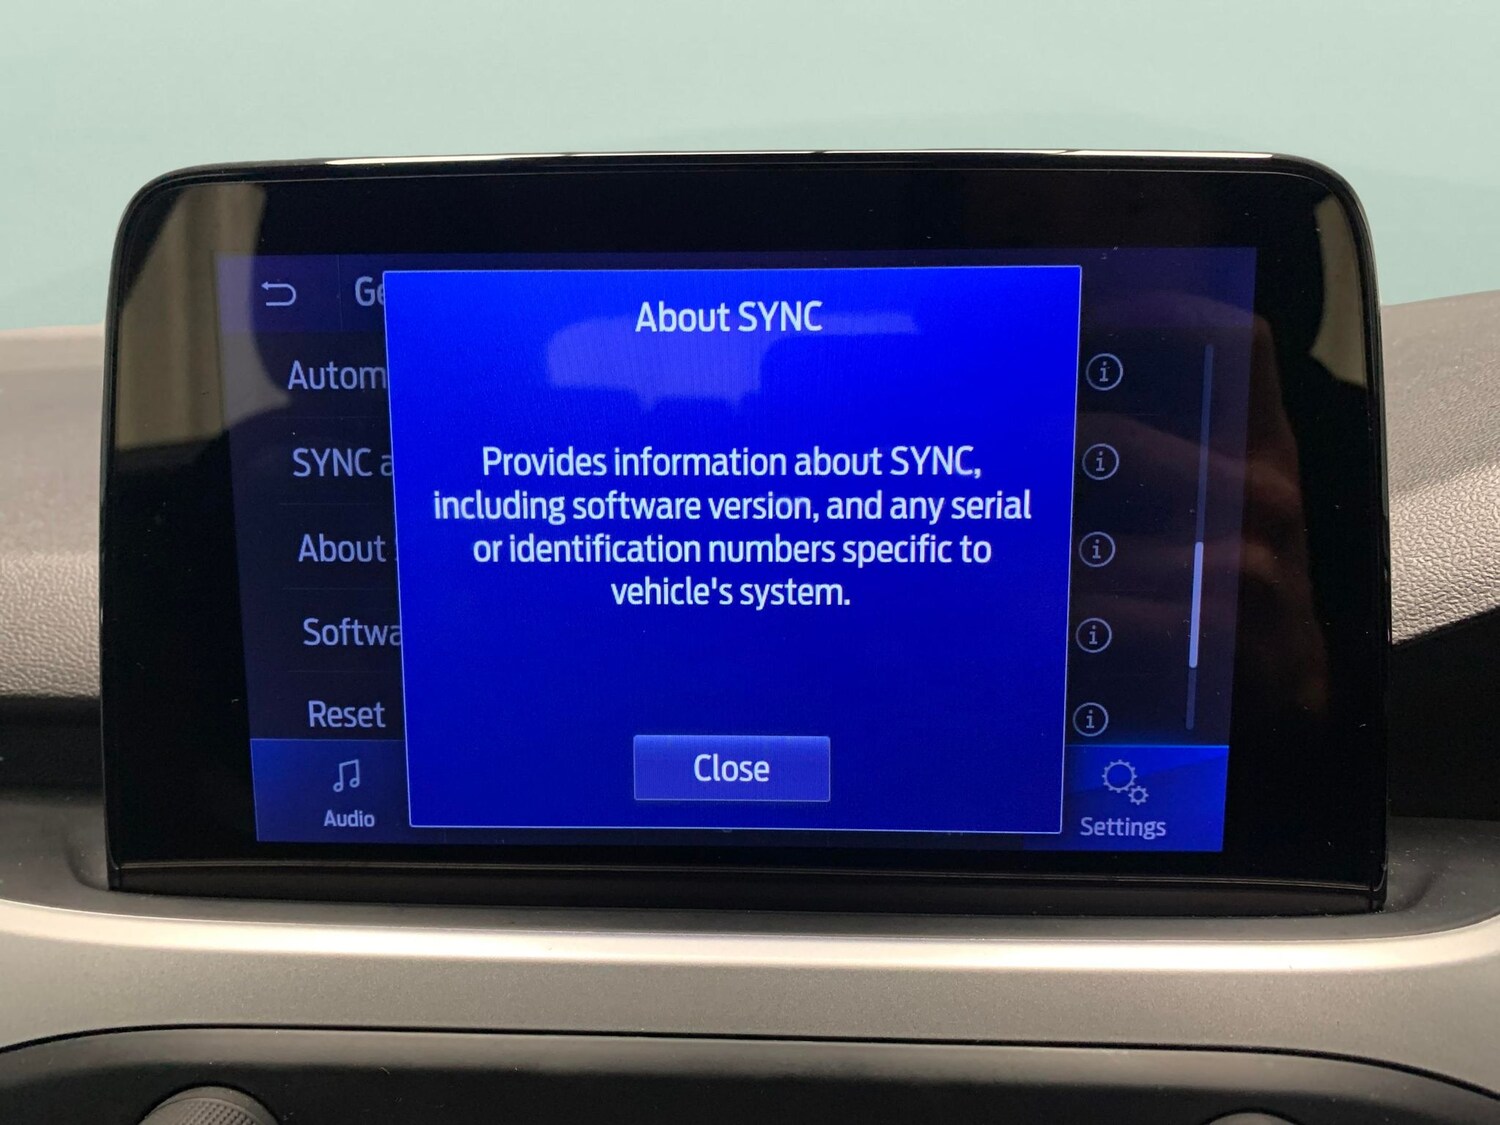 Ge
About SYNC
Autom
SYNC a
About
Softwa
Reset
Provides information about SYNC,
including software version, and any serial
or identification numbers specific to
vehicle's system.
Close
Audio
Settings